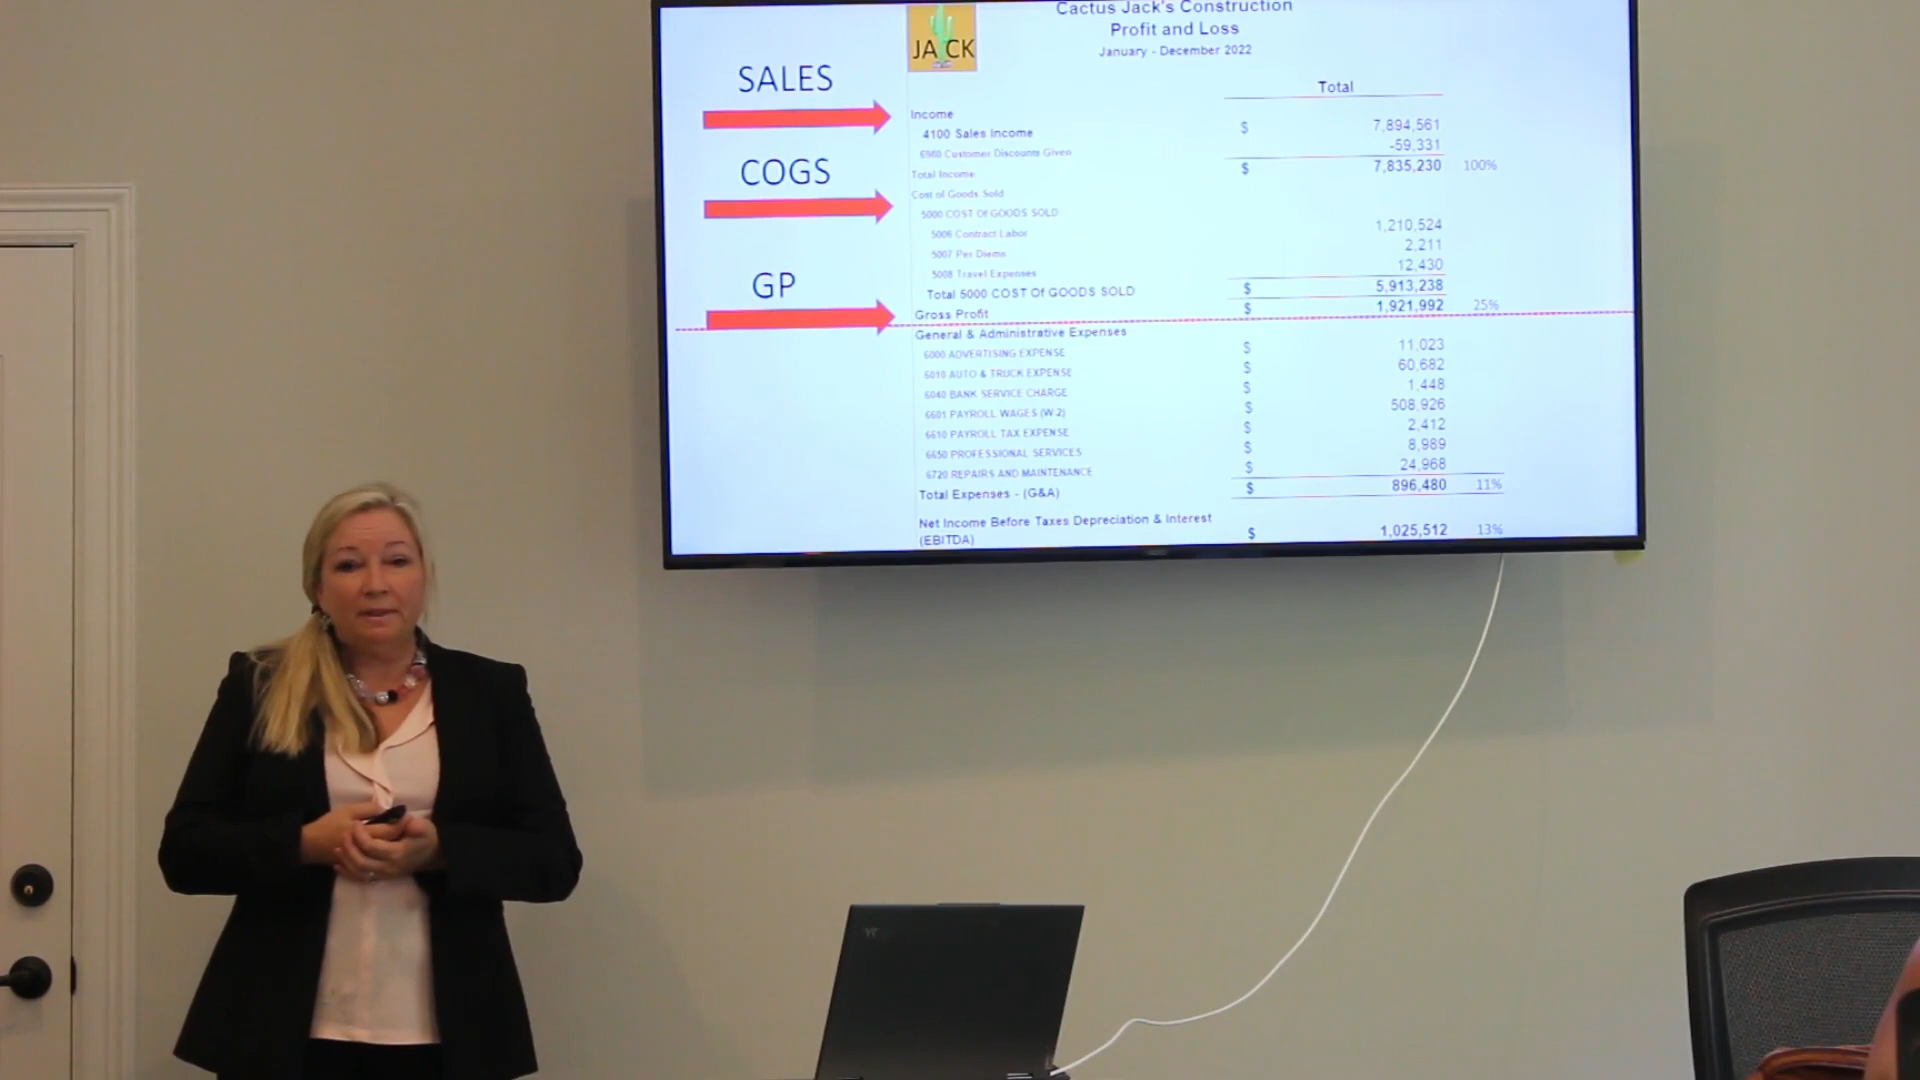 Cactus Jack's Construction
Profit and Loss
January - December 2022
JACK
SALES
COGS
GP
Total
Income
4100 Sales Income $ 7,894,561
6960 Customer Discounts Given -59,331
Total Income $ 7,835,230 100%
Cost of Goods Sold
5000 COST Of GOODS SOLD
5006 Contract Labor 1,210,524
5007 Per Diems 2,211
5008 Travel Expenses 12,430
Total 5000 COST Of GOODS SOLD $ 5,913,238
Gross Profit $ 1,921,992 25%
General & Administrative Expenses
6000 ADVERTISING EXPENSE $ 11,023
6010 AUTO & TRUCK EXPENSE $ 60,682
6040 BANK SERVICE CHARGE $ 1,448
6601 PAYROLL WAGES (W 2) $ 508,926
6610 PAYROLL TAX EXPENSE $ 2,412
6650 PROFESSIONAL SERVICES $ 8,989
6720 REPAIRS AND MAINTENANCE $ 24,968
Total Expenses - (G&A) $ 896,480 11%
Net Income Before Taxes Depreciation & Interest
(EBITDA) $ 1,025,512 13%